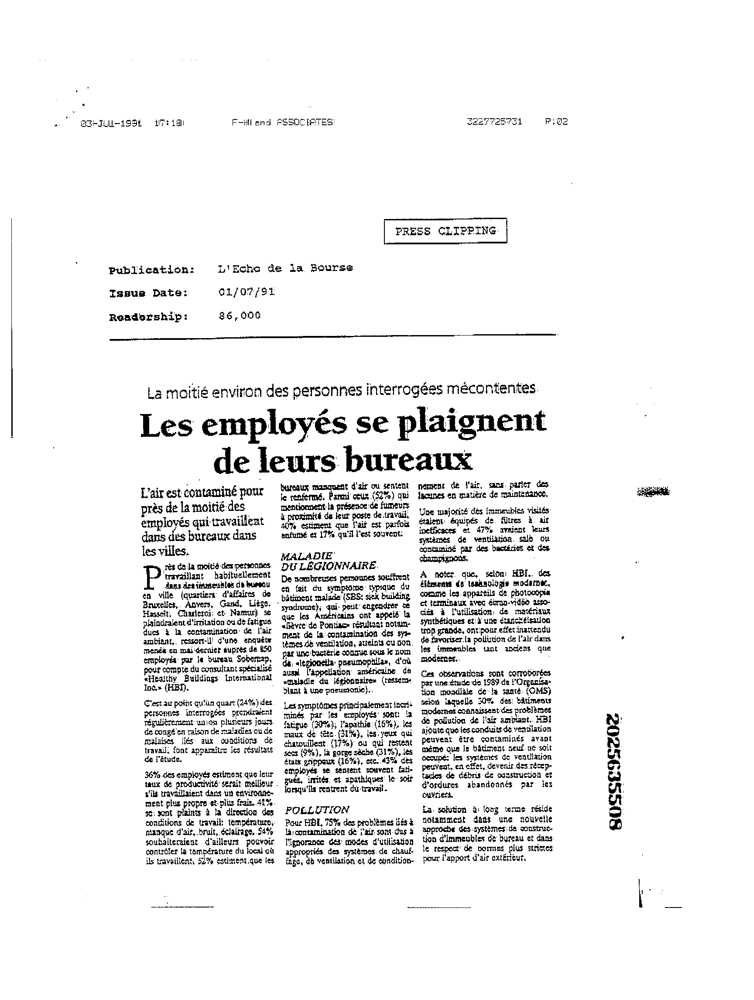 03-JUL-1991 17:18 F-HI and ASSOCIATES 3227725731 P:02
PRESS CLIPPING
Publication: L'Echo de la Bourse
Issue Date: 01/07/91
Readership: 86,000
La moitié environ des personnes interrogées mécontentes
Les employés se plaignent
de leurs bureaux
L'air est contaminé pour
près de la moitié des
employés qui travaillent
dans des bureaux dans
les villes.
Près de la moitié des personnes
travaillant habituellement
dans des immeubles de bureau
en ville (quartiers d'affaires de
Bruxelles, Anvers, Gand, Liège,
Hasselt, Charleroi et Namur) se
plaindraient d'irritation ou de fatigue
dues à la contamination de l'air
ambiant, ressort-il d'une enquête
menée en mai dernier auprès de 850
employés par le bureau Sobemap,
pour compte du consultant spécialisé
«Healthy Buildings International
Inc.» (HBI).
C'est au point qu'un quart (24%) des
personnes interrogées prendraient
régulièrement un ou plusieurs jours
de congé en raison de maladies ou de
malaises liés aux conditions de
travail, font apparaître les résultats
de l'étude.
36% des employés estiment que leur
taux de productivité serait meilleur
s'ils travaillaient dans un environne-
ment plus propre et plus frais. 41%
se sont plaints à la direction des
conditions de travail: température,
manque d'air, bruit, éclairage. 54%
souhaiteraient d'ailleurs pouvoir
contrôler la température du local où
ils travaillent. 52% estiment que les
bureaux manquent d'air ou sentent
le renfermé. Parmi ceux (52%) qui
mentionnent la présence de fumeurs
à proximité de leur poste de travail,
40% estiment que l'air est parfois
enfumé et 17% qu'il l'est souvent.
MALADIE
DU LÉGIONNAIRE
De nombreuses personnes souffrent
en fait du symptôme typique du
bâtiment malade (SBS: sick building
syndrome), qui peut engendrer ce
que les Américains ont appelé la
«fièvre de Pontiac» résultant notam-
ment de la contamination des sys-
tèmes de ventilation, atteints ou non
par une bactérie connue sous le nom
de «legionella pneumophila», d'où
aussi l'appellation américaine de
«maladie du légionnaire» (ressem-
blant à une pneumonie).
Les symptômes principalement incri-
minés par les employés sont: la
fatigue (30%), l'apathie (16%), les
maux de tête (31%), les yeux qui
chatouillent (17%) ou qui restent
secs (9%), la gorge sèche (31%), les
états grippaux (16%), etc. 43% des
employés se sentent souvent fati-
gués, irrités et apathiques le soir
lorsqu'ils rentrent du travail.
POLLUTION
Pour HBI, 75% des problèmes liés à
la contamination de l'air sont dus à
l'ignorance des modes d'utilisation
appropriés des systèmes de chauf-
fage, de ventilation et de condition-
nement de l'air, sans parler des
lacunes en matière de maintenance.
Une majorité des immeubles visités
étaient équipés de filtres à air
inefficaces et 47% avaient leurs
systèmes de ventilation sale ou
contaminé par des bactéries et des
champignons.
A noter que, selon HBI, des
éléments de technologie moderne,
comme les appareils de photocopie
et terminaux avec écran-vidéo asso-
ciés à l'utilisation de matériaux
synthétiques et à une étanchéisation
trop grande, ont pour effet inattendu
de favoriser la pollution de l'air dans
les immeubles tant anciens que
modernes.
Ces observations sont corroborées
par une étude de 1989 de l'Organisa-
tion mondiale de la santé (OMS)
selon laquelle 30% des bâtiments
modernes connaissent des problèmes
de pollution de l'air ambiant. HBI
ajoute que les conduits de ventilation
peuvent être contaminés avant
même que le bâtiment neuf ne soit
occupé: les systèmes de ventilation
peuvent, en effet, devenir des récep-
tacles de débris de construction et
d'ordures abandonnés par les
ouvriers.
La solution à long terme réside
notamment dans une nouvelle
approche des systèmes de construc-
tion d'immeubles de bureau et dans
le respect de normes plus strictes
pour l'apport d'air extérieur.
2025635508